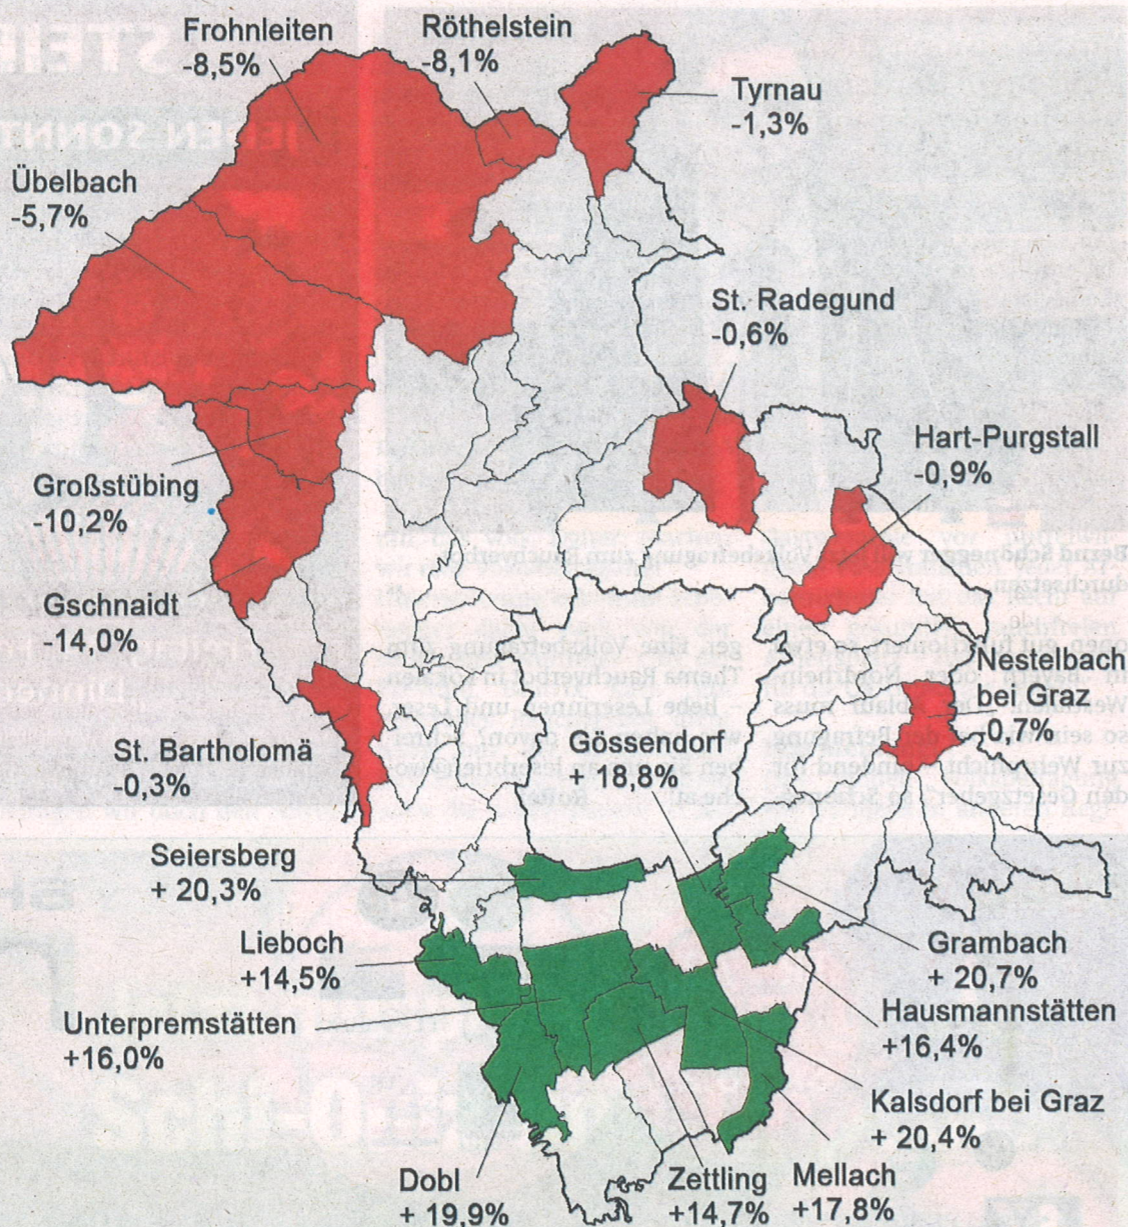 Frohnleiten
-8,5%
Röthelstein
-8,1%
Tyrnau
-1,3%
Übelbach
-5,7%
St. Radegund
-0,6%
Hart-Purgstall
-0,9%
Großstübing
-10,2%
Gschnaidt
-14,0%
Nestelbach
bei Graz
-0,7%
St. Bartholomä
-0,3%
Gössendorf
+ 18,8%
Seiersberg
+ 20,3%
Lieboch
+14,5%
Grambach
+ 20,7%
Unterpremstätten
+16,0%
Hausmannstätten
+16,4%
Kalsdorf bei Graz
+ 20,4%
Dobl
+ 19,9%
Zettling
+14,7%
Mellach
+17,8%